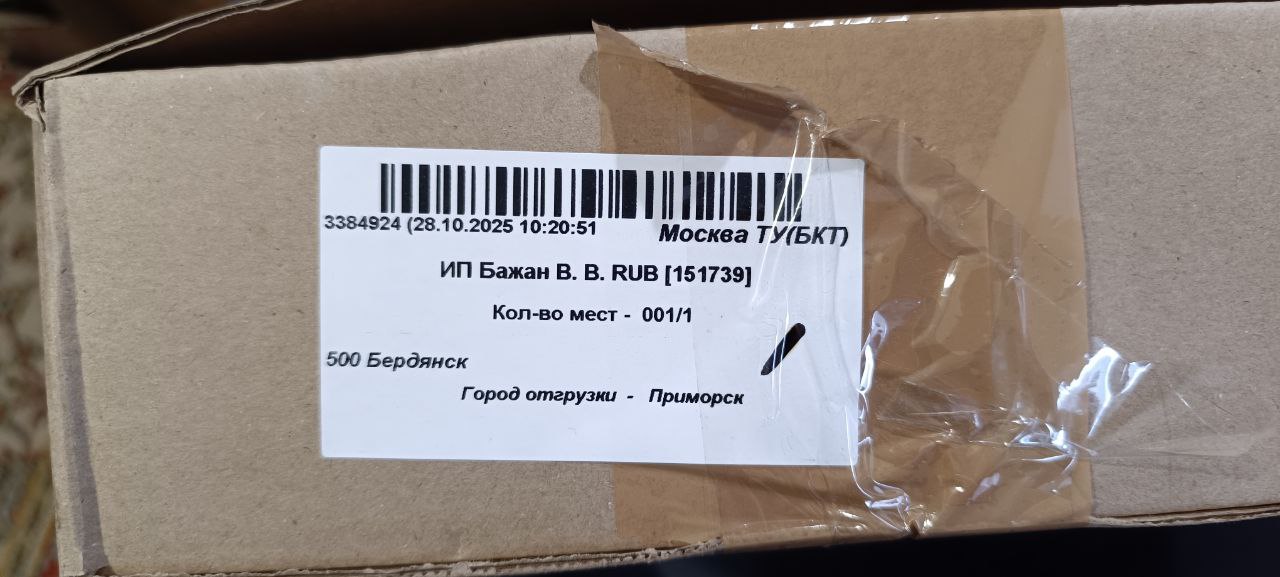 3384924 (28.10.2025 10:20:51
Москва ТУ(БКТ)
ИП Бажан В. В. RUB [151739]
Кол-во мест - 001/1
500 Бердянск
Город отгрузки - Приморск